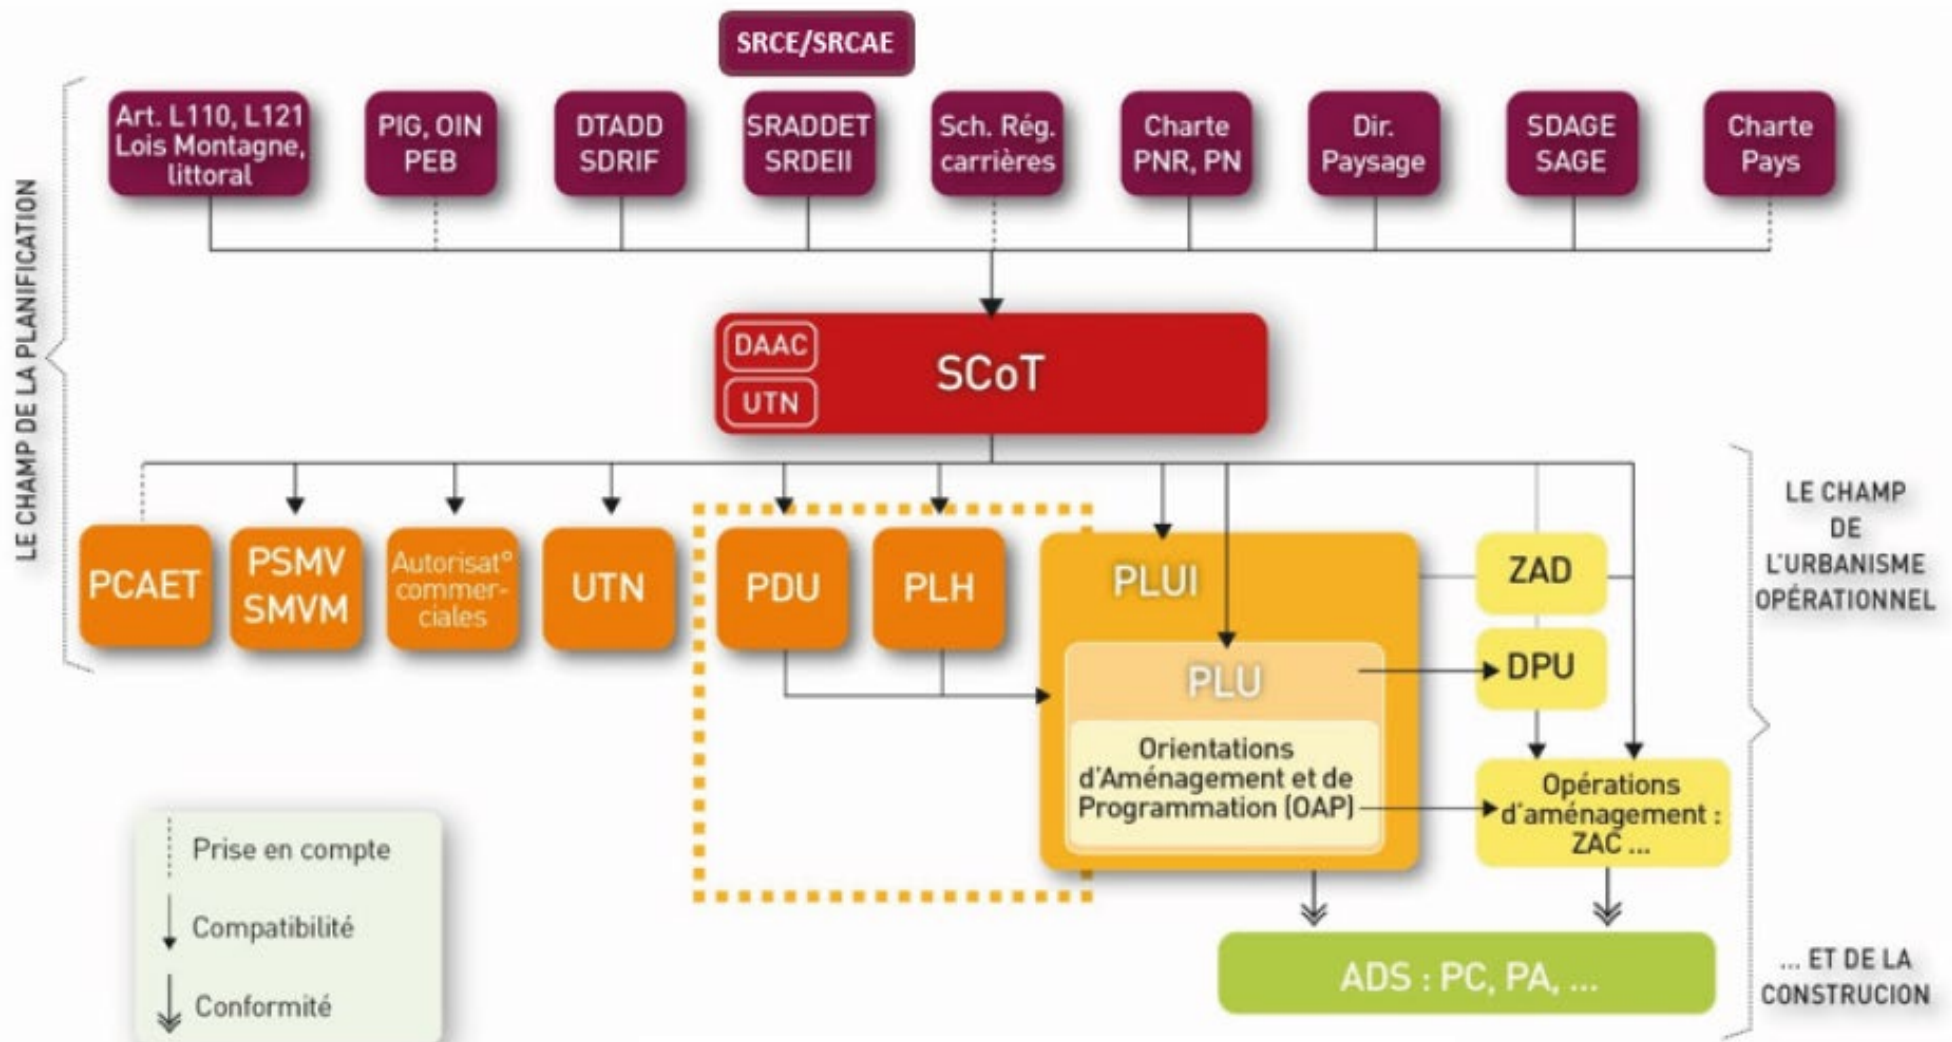 SRCE/SRCAE
LE CHAMP DE LA PLANIFICATION
Art. L110, L121
Lois Montagne,
littoral
PIG, OIN
PEB
DTADD
SDRIF
SRADDET
SRDEII
Sch. Rég.
carrières
Charte
PNR, PN
Dir.
Paysage
SDAGE
SAGE
Charte
Pays
DAAC
UTN
SCoT
PCAET
PSMV
SMVM
Autorisat°
commer-
ciales
UTN
PDU
PLH
PLUI
PLU
Orientations
d'Aménagement et de
Programmation (OAP)
ZAD
DPU
Opérations
d'aménagement :
ZAC ...
LE CHAMP
DE
L'URBANISME
OPÉRATIONNEL
Prise en compte
Compatibilité
Conformité
ADS : PC, PA, ...
... ET DE LA
CONSTRUCION